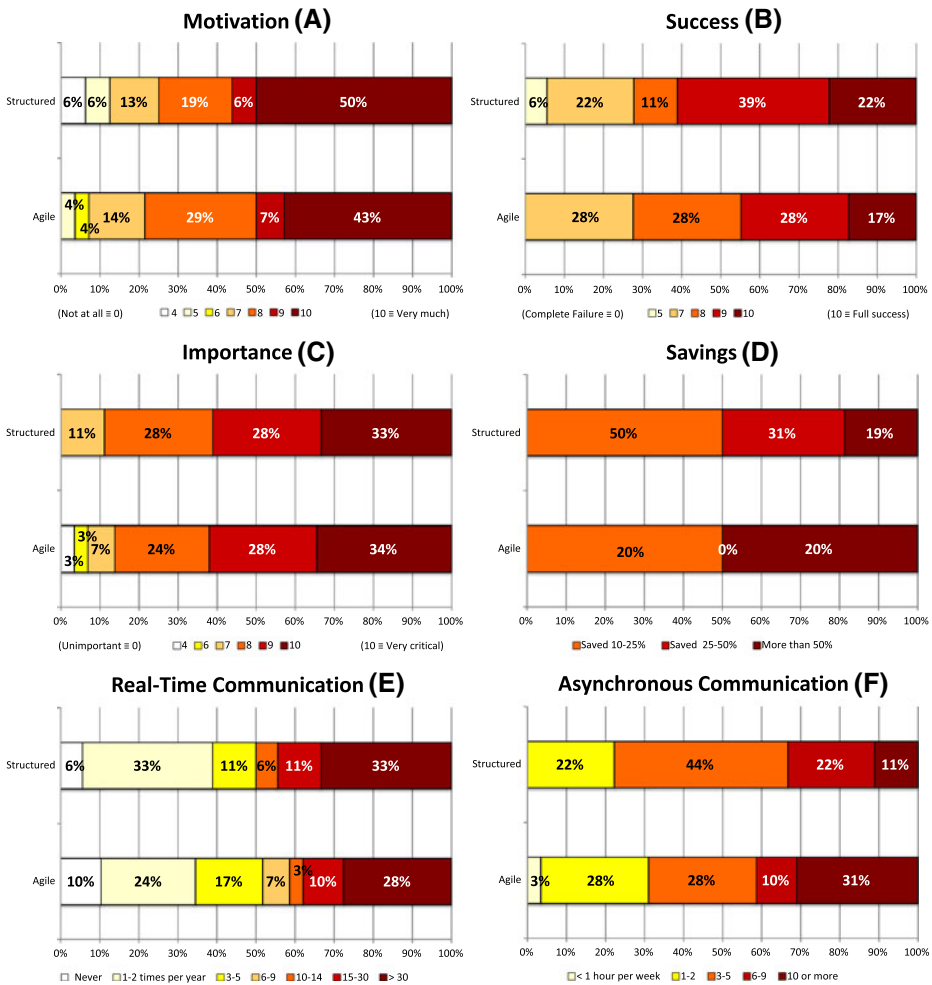 Motivation (A)
Structured 6% 6% 13% 19% 6% 50%
Agile 4% 4% 14% 29% 7% 43%
0% 10% 20% 30% 40% 50% 60% 70% 80% 90% 100%
(Not at all ≡ 0) 4 5 6 7 8 9 10 (10 ≡ Very much)
Success (B)
Structured 6% 22% 11% 39% 22%
Agile 28% 28% 28% 17%
0% 10% 20% 30% 40% 50% 60% 70% 80% 90% 100%
(Complete Failure ≡ 0) 5 7 8 9 10 (10 ≡ Full success)
Importance (C)
Structured 11% 28% 28% 33%
Agile 3% 3% 7% 24% 28% 34%
0% 10% 20% 30% 40% 50% 60% 70% 80% 90% 100%
(Unimportant ≡ 0) 4 6 7 8 9 10 (10 ≡ Very critical)
Savings (D)
Structured 50% 31% 19%
Agile 20% 0% 20%
0% 10% 20% 30% 40% 50% 60% 70% 80% 90% 100%
Saved 10-25% Saved 25-50% More than 50%
Real-Time Communication (E)
Structured 6% 33% 11% 6% 11% 33%
Agile 10% 24% 17% 7% 3% 10% 28%
0% 10% 20% 30% 40% 50% 60% 70% 80% 90% 100%
Never 1-2 times per year 3-5 6-9 10-14 15-30 > 30
Asynchronous Communication (F)
Structured 22% 44% 22% 11%
Agile 3% 28% 28% 10% 31%
0% 10% 20% 30% 40% 50% 60% 70% 80% 90% 100%
< 1 hour per week 1-2 3-5 6-9 10 or more